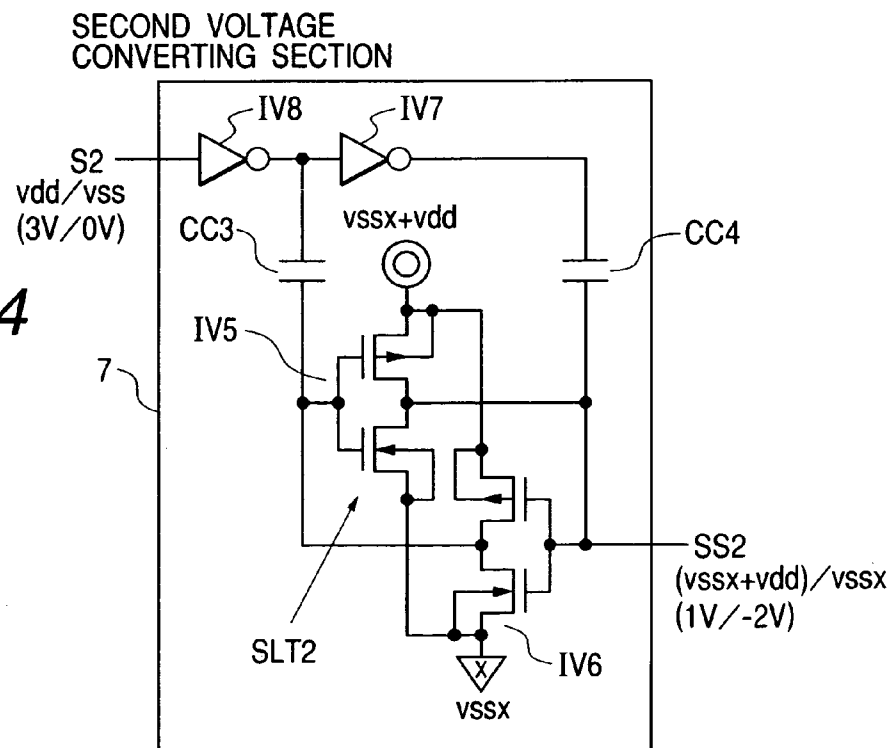 SECOND VOLTAGE
CONVERTING SECTION
IV8
IV7
S2
vdd/vss
(3V/0V)
CC3
vssx+vdd
CC4
4
IV5
7
SS2
(vssx+vdd)/vssx
(1V/-2V)
SLT2
IV6
X
vssx